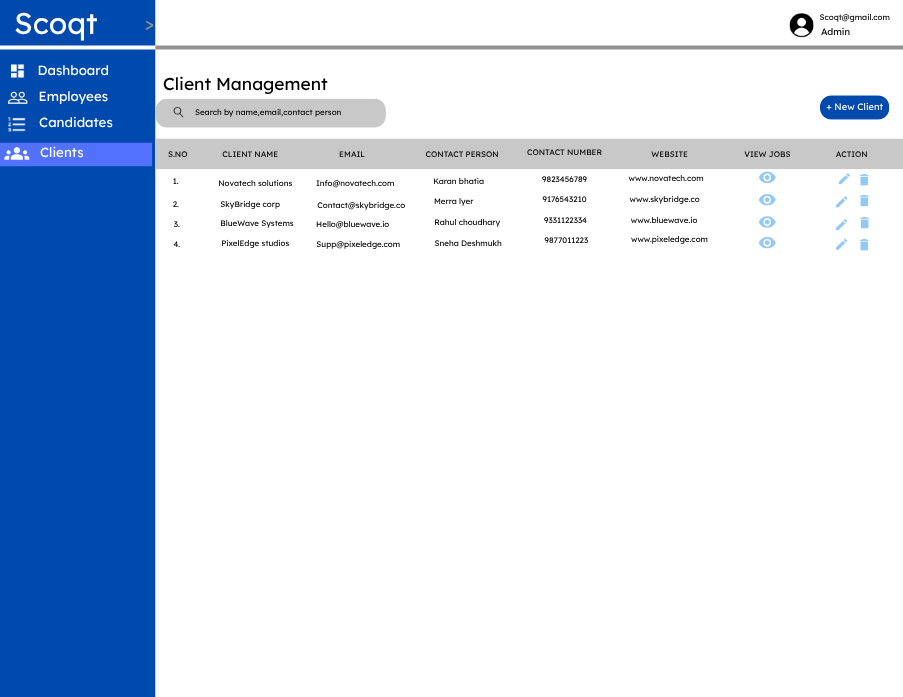 Scoqt >
Scoqt@gmail.com
Admin
Dashboard
Employees
Candidates
Clients
Client Management
Search by name,email,contact person
+ New Client
S.NO CLIENT NAME EMAIL CONTACT PERSON CONTACT NUMBER WEBSITE VIEW JOBS ACTION
1. Novatech solutions Info@novatech.com Karan bhatia 9823456789 www.novatech.com
2. SkyBridge corp Contact@skybridge.co Merra lyer 9176543210 www.skybridge.co
3. BlueWave Systems Hello@bluewave.io Rahul choudhary 9331122334 www.bluewave.io
4. PixelEdge studios Supp@pixeledge.com Sneha Deshmukh 9877011223 www.pixeledge.com